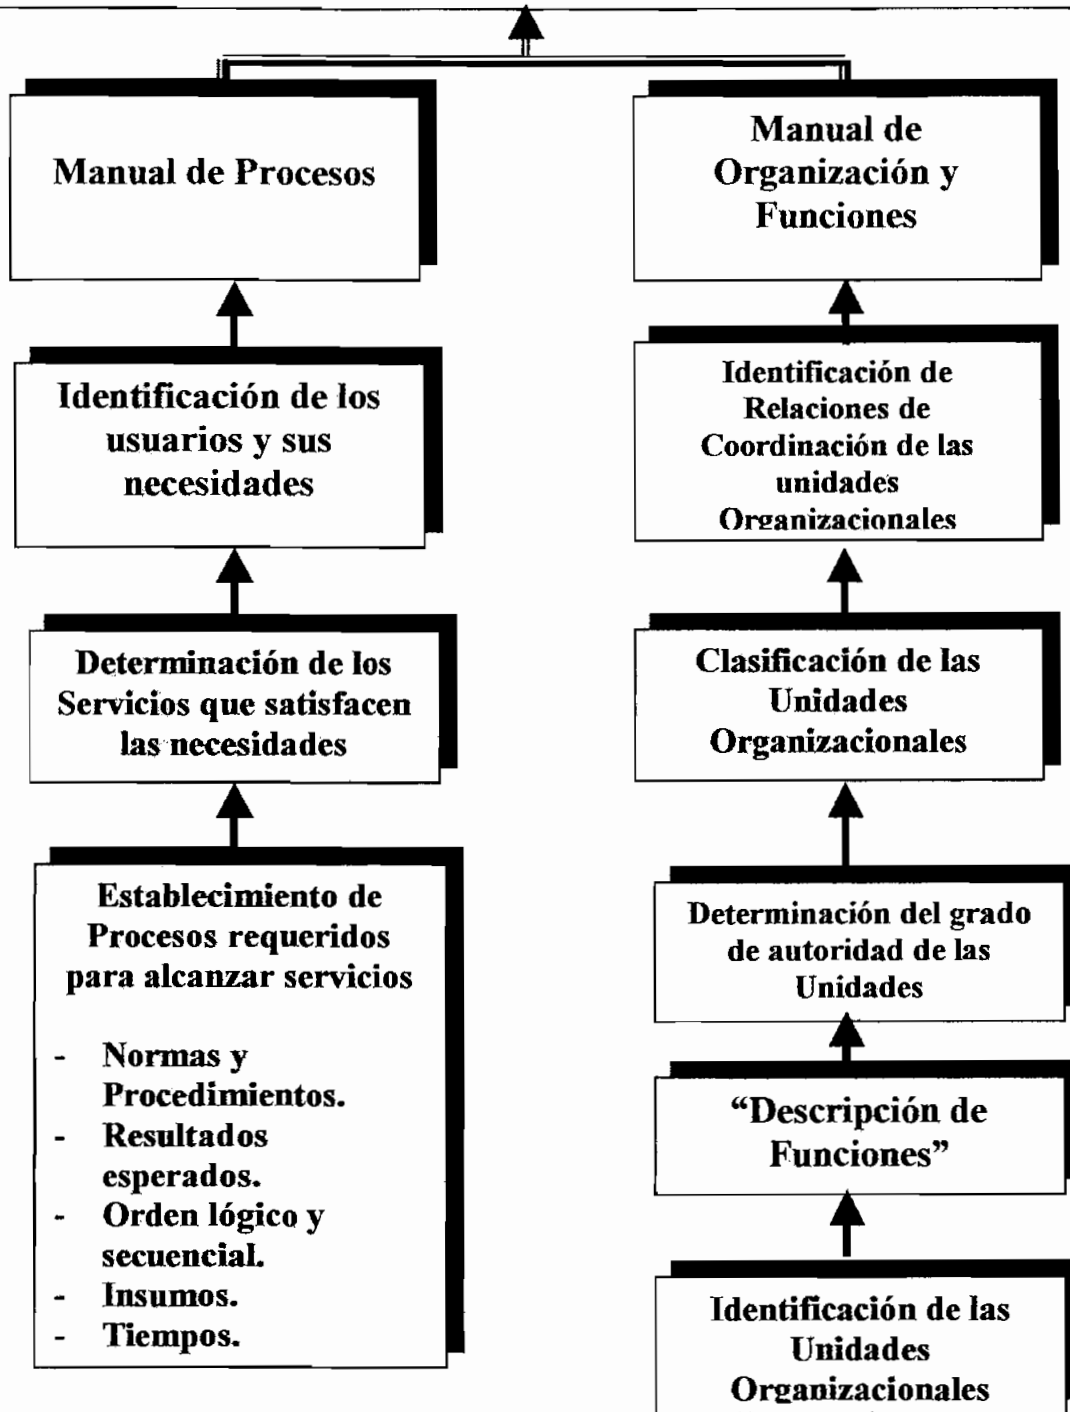 Manual de Procesos
Identificación de los
usuarios y sus
necesidades
Determinación de los
Servicios que satisfacen
las necesidades
Establecimiento de
Procesos requeridos
para alcanzar servicios
- Normas y
Procedimientos.
- Resultados
esperados.
- Orden lógico y
secuencial.
- Insumos.
- Tiempos.
Manual de
Organización y
Funciones
Identificación de
Relaciones de
Coordinación de las
unidades
Organizacionales
Clasificación de las
Unidades
Organizacionales
Determinación del grado
de autoridad de las
Unidades
“Descripción de
Funciones”
Identificación de las
Unidades
Organizacionales